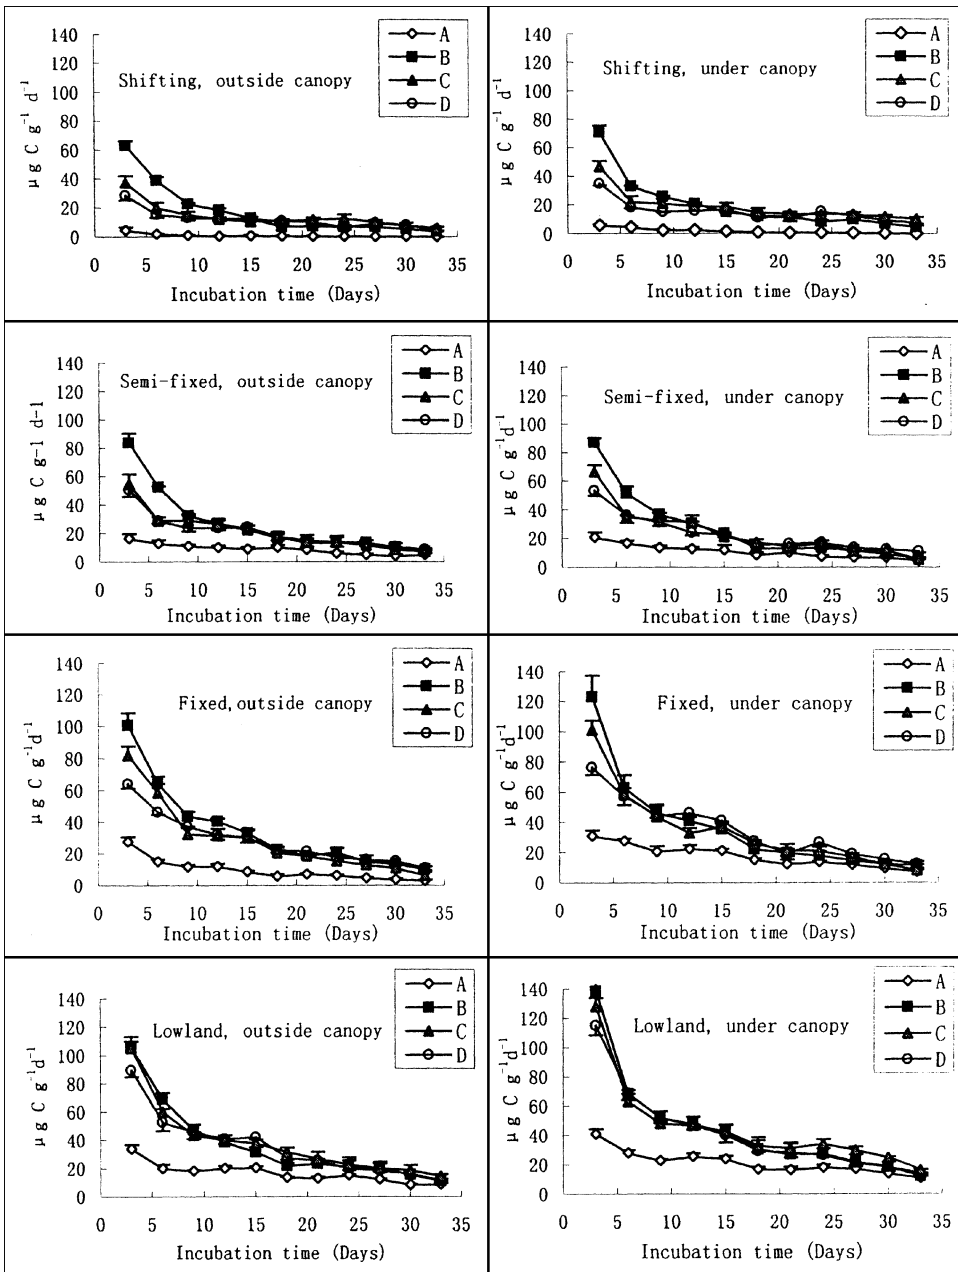 Shifting, outside canopy
A
B
C
D
µ g C g⁻¹ d⁻¹
140
120
100
80
60
40
20
0
0 5 10 15 20 25 30 35
Incubation time (Days)
Shifting, under canopy
A
B
C
D
µ g C g⁻¹d⁻¹
140
120
100
80
60
40
20
0
0 5 10 15 20 25 30 35
Incubation time (Days)
Semi-fixed, outside canopy
A
B
C
D
µ g C g-1 d-1
140
120
100
80
60
40
20
0
0 5 10 15 20 25 30 35
Incubation time (Days)
Semi-fixed, under canopy
A
B
C
D
µ g C g⁻¹d⁻¹
140
120
100
80
60
40
20
0
0 5 10 15 20 25 30 35
Incubation time (Days)
Fixed, outside canopy
A
B
C
D
µ g C g⁻¹d⁻¹
140
120
100
80
60
40
20
0
0 5 10 15 20 25 30 35
Incubation time (Days)
Fixed, under canopy
A
B
C
D
µ g C g⁻¹d⁻¹
140
120
100
80
60
40
20
0
0 5 10 15 20 25 30 35
Incubation time (Days)
Lowland, outside canopy
A
B
C
D
µ g C g⁻¹d⁻¹
140
120
100
80
60
40
20
0
0 5 10 15 20 25 30 35
Incubation time (Days)
Lowland, under canopy
A
B
C
D
µ g C g⁻¹d⁻¹
140
120
100
80
60
40
20
0
0 5 10 15 20 25 30 35
Incubation time (Days)